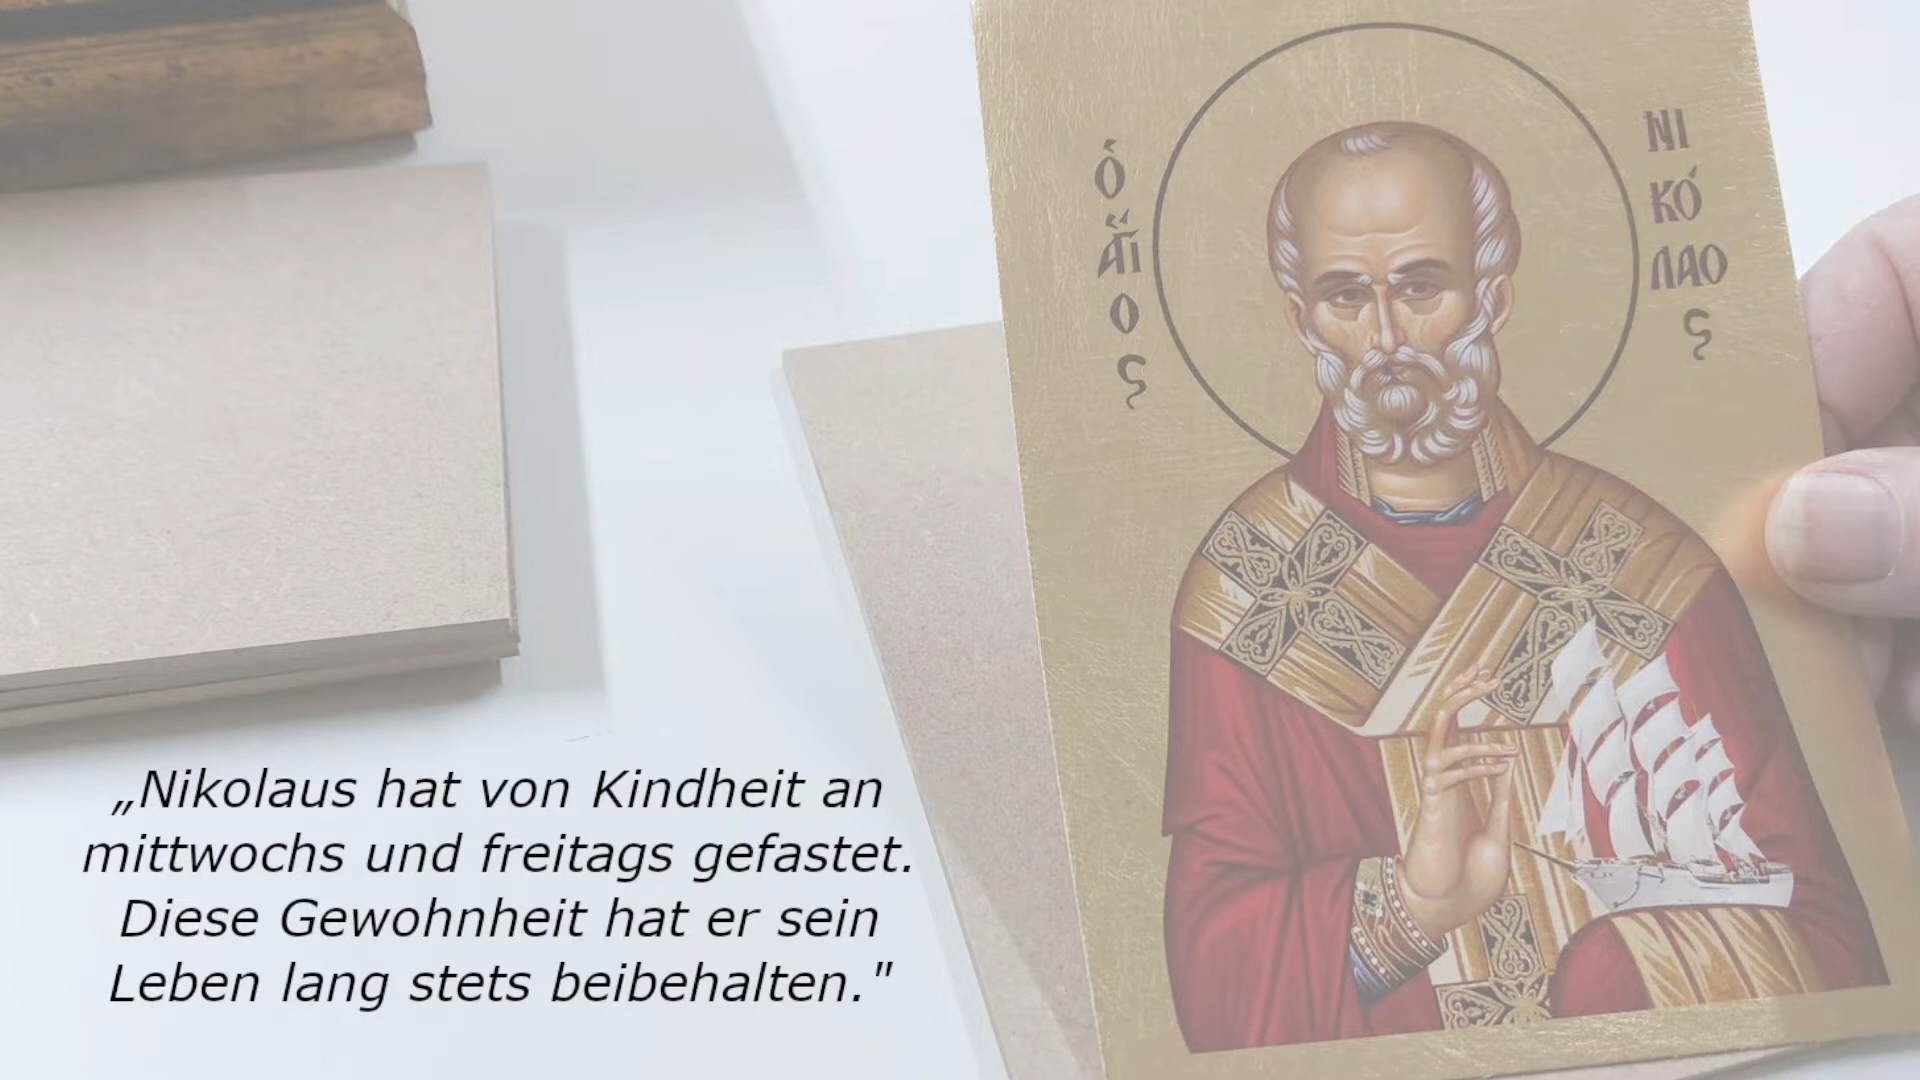 Ὁ
ἍΓΙ
Ο
ς
ΝΙ
ΚΌ
ΛΑΟ
ς
„Nikolaus hat von Kindheit an
mittwochs und freitags gefastet.
Diese Gewohnheit hat er sein
Leben lang stets beibehalten."